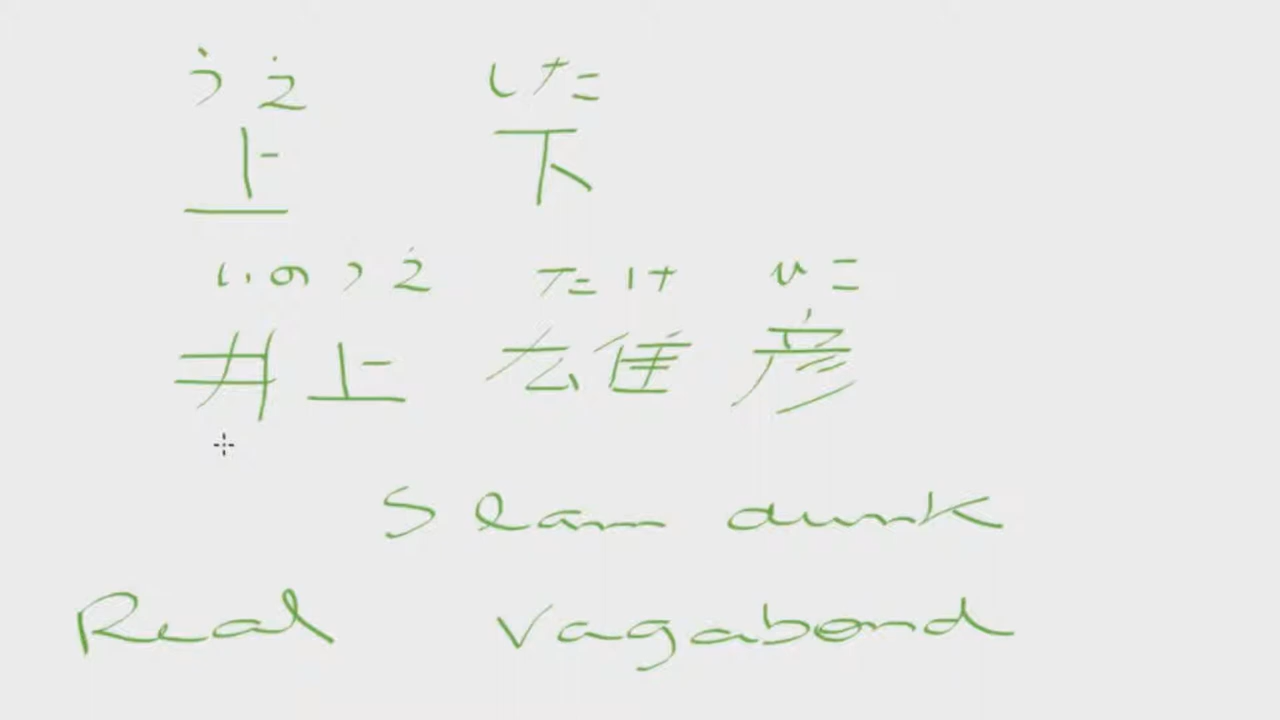 うえ した
上 下
いのうえ たけ ひこ
井上 雄彦
Slam dunk
Real Vagabond